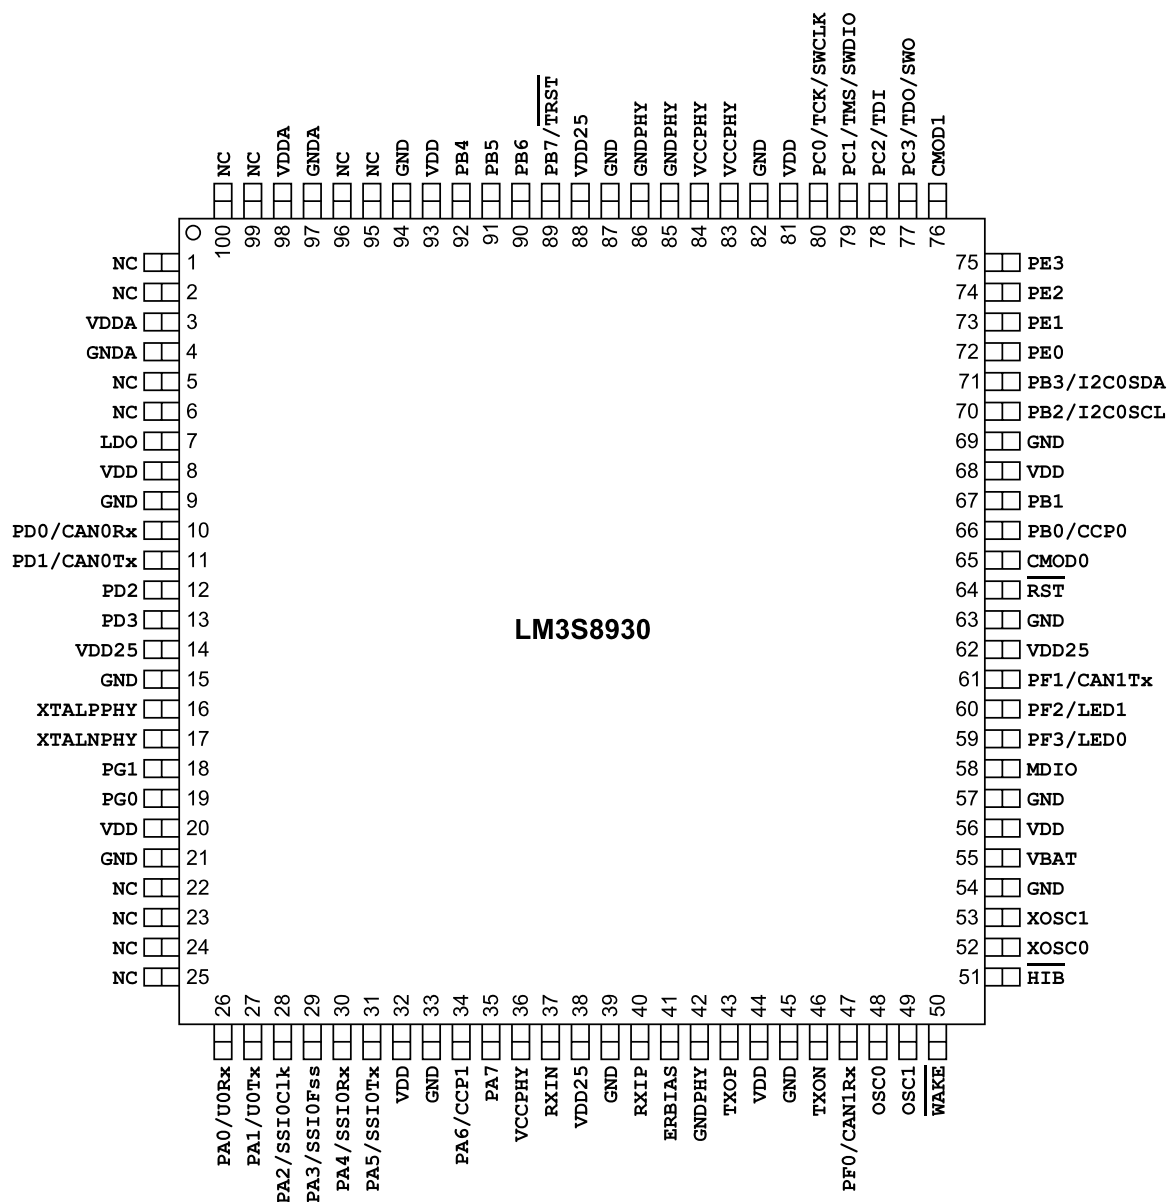 NC
NC
VDDA
GNDA
NC
NC
GND
VDD
PB4
PB5
PB6
PB7/TRST
VDD25
GND
GNDPHY
GNDPHY
VCCPHY
VCCPHY
GND
VDD
PC0/TCK/SWCLK
PC1/TMS/SWDIO
PC2/TDI
PC3/TDO/SWO
CMOD1
100
99
98
97
96
95
94
93
92
91
90
89
88
87
86
85
84
83
82
81
80
79
78
77
76
NC 1
NC 2
VDDA 3
GNDA 4
NC 5
NC 6
LDO 7
VDD 8
GND 9
PD0/CAN0Rx 10
PD1/CAN0Tx 11
PD2 12
PD3 13
VDD25 14
GND 15
XTALPPHY 16
XTALNPHY 17
PG1 18
PG0 19
VDD 20
GND 21
NC 22
NC 23
NC 24
NC 25
LM3S8930
75 PE3
74 PE2
73 PE1
72 PE0
71 PB3/I2C0SDA
70 PB2/I2C0SCL
69 GND
68 VDD
67 PB1
66 PB0/CCP0
65 CMOD0
64 RST
63 GND
62 VDD25
61 PF1/CAN1Tx
60 PF2/LED1
59 PF3/LED0
58 MDIO
57 GND
56 VDD
55 VBAT
54 GND
53 XOSC1
52 XOSC0
51 HIB
26
27
28
29
30
31
32
33
34
35
36
37
38
39
40
41
42
43
44
45
46
47
48
49
50
PA0/U0Rx
PA1/U0Tx
PA2/SSI0Clk
PA3/SSI0Fss
PA4/SSI0Rx
PA5/SSI0Tx
VDD
GND
PA6/CCP1
PA7
VCCPHY
RXIN
VDD25
GND
RXIP
ERBIAS
GNDPHY
TXOP
VDD
GND
TXON
PF0/CAN1Rx
OSC0
OSC1
WAKE